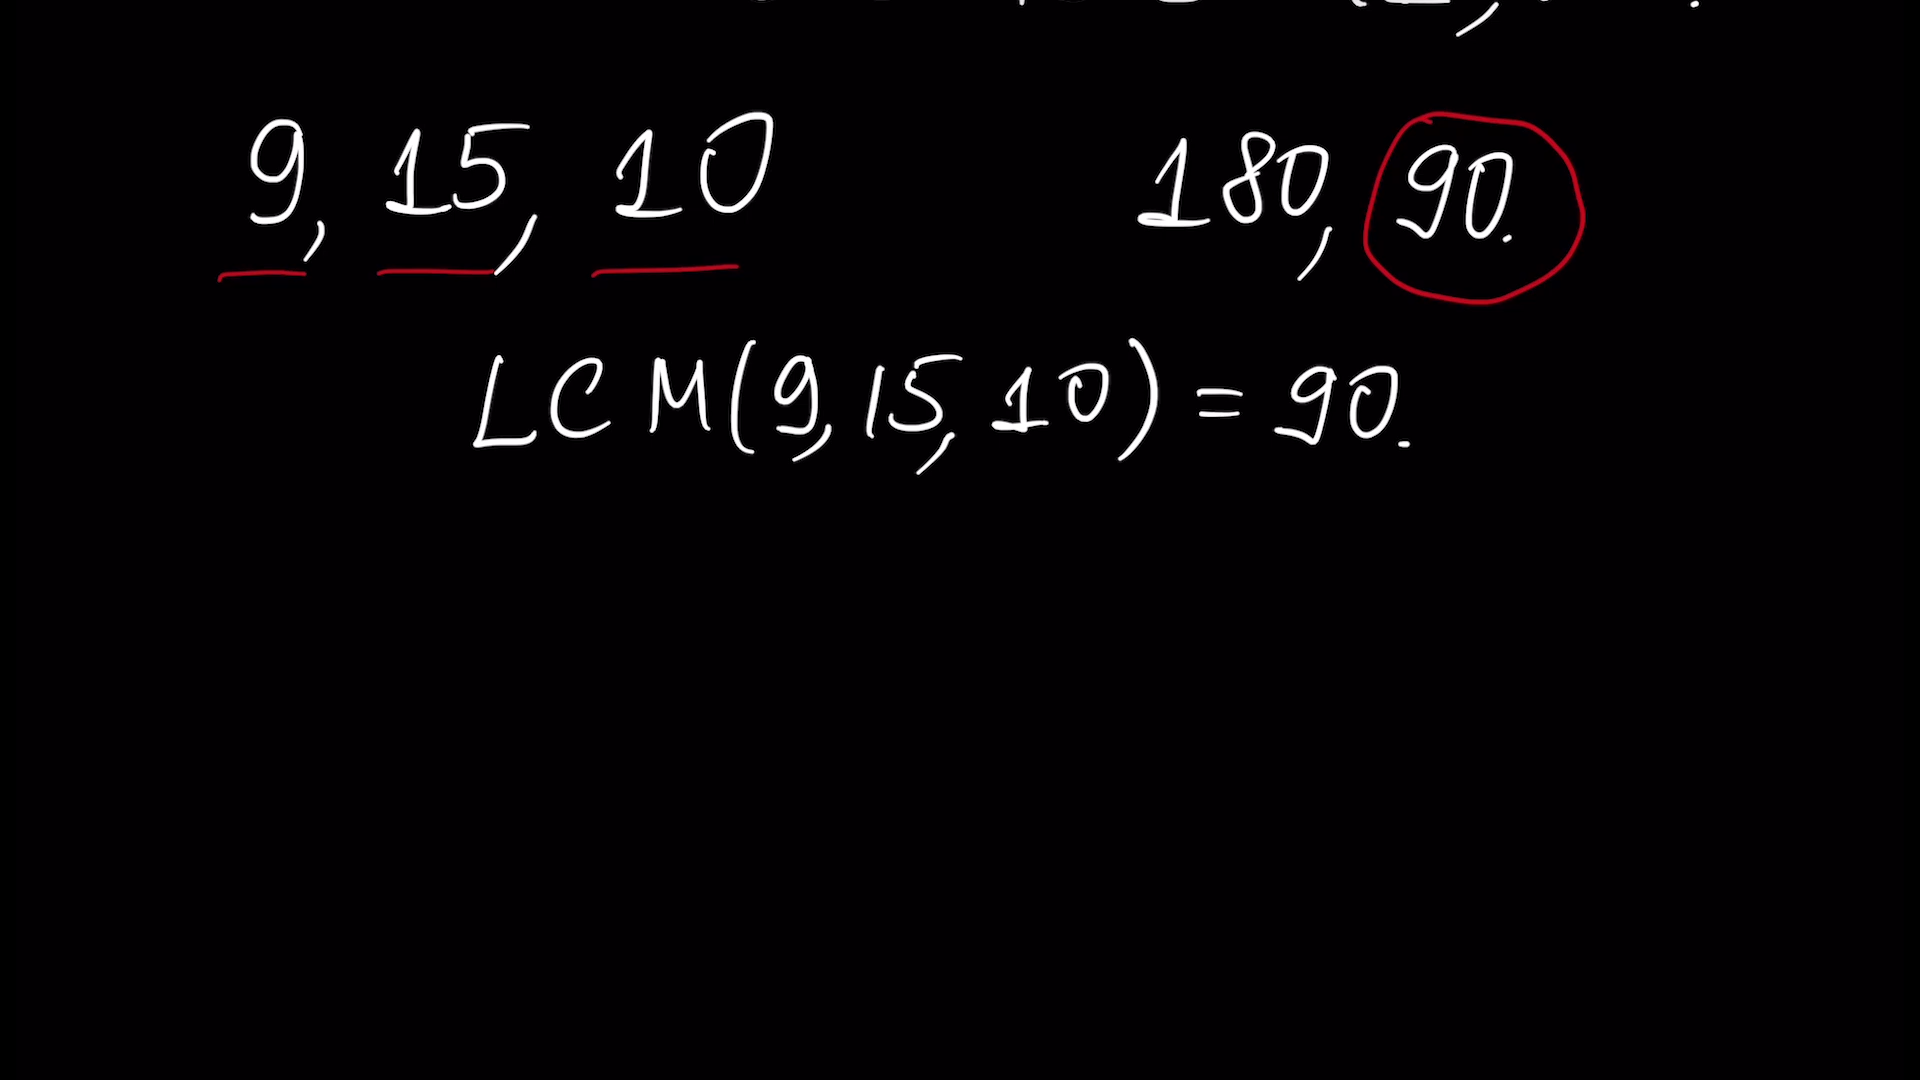 9, 15, 10 180, 90.
LCM(9, 15, 10) = 90.